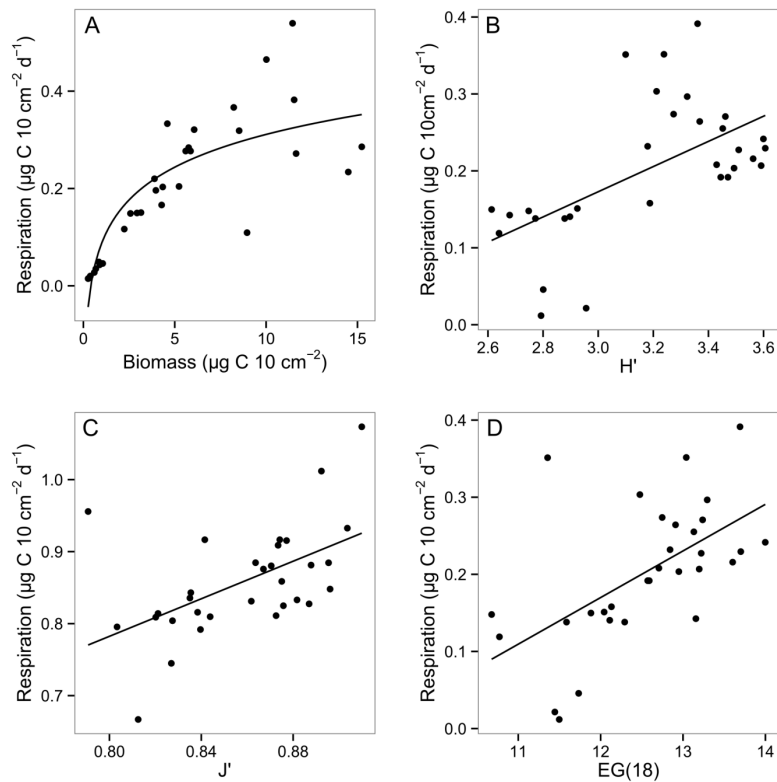 A
Respiration (µg C 10 cm⁻² d⁻¹)
0.4
0.2
0.0
0 5 10 15
Biomass (µg C 10 cm⁻²)
B
Respiration (µg C 10cm⁻² d⁻¹)
0.4
0.3
0.2
0.1
0.0
2.6 2.8 3.0 3.2 3.4 3.6
H'
C
Respiration (µg C 10 cm⁻² d⁻¹)
1.0
0.9
0.8
0.7
0.80 0.84 0.88
J'
D
Respiration (µg C 10 cm⁻² d⁻¹)
0.4
0.3
0.2
0.1
0.0
11 12 13 14
EG(18)